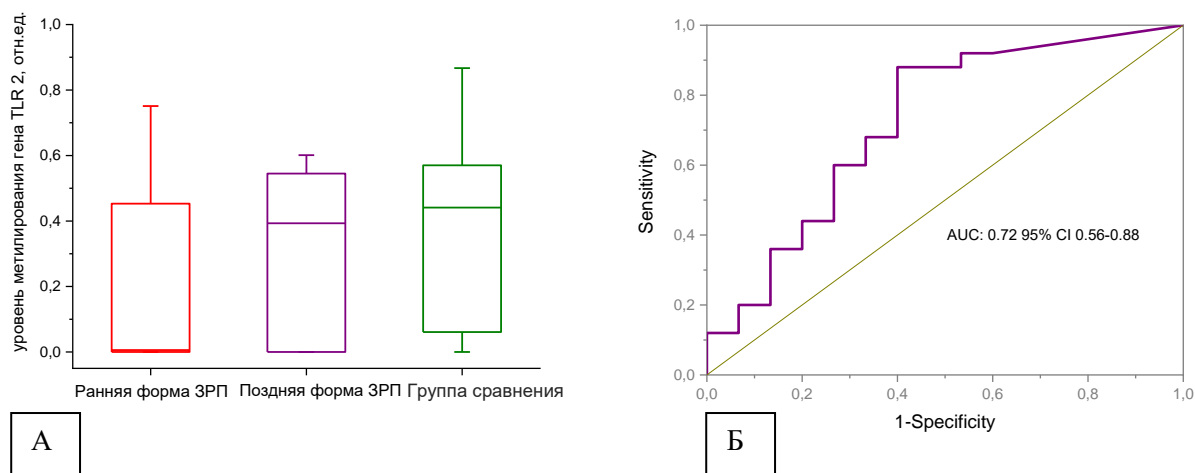 уровень метилирования гена TLR 2, отн.ед.
1,0
0,8
0,6
0,4
0,2
0,0
Ранняя форма ЗРП
Поздняя форма ЗРП
Группа сравнения
А
Sensitivity
1,0
0,8
0,6
0,4
0,2
0,0
AUC: 0.72 95% CI 0.56-0.88
0,0
0,2
0,4
0,6
0,8
1,0
1-Specificity
Б